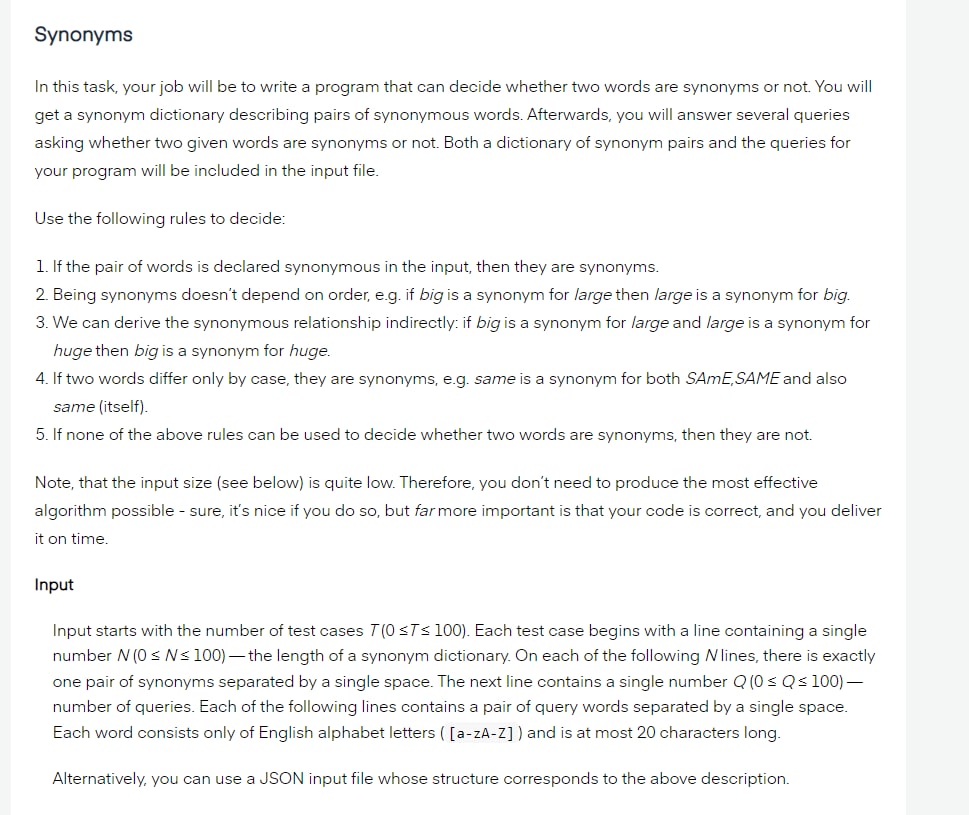 Synonyms
In this task, your job will be to write a program that can decide whether two words are synonyms or not. You will
get a synonym dictionary describing pairs of synonymous words. Afterwards, you will answer several queries
asking whether two given words are synonyms or not. Both a dictionary of synonym pairs and the queries for
your program will be included in the input file.
Use the following rules to decide:
1. If the pair of words is declared synonymous in the input, then they are synonyms.
2. Being synonyms doesn't depend on order, e.g. if big is a synonym for large then large is a synonym for big.
3. We can derive the synonymous relationship indirectly: if big is a synonym for large and large is a synonym for
huge then big is a synonym for huge.
4. If two words differ only by case, they are synonyms, e.g. same is a synonym for both SAmE,SAME and also
same (itself).
5. If none of the above rules can be used to decide whether two words are synonyms, then they are not.
Note, that the input size (see below) is quite low. Therefore, you don't need to produce the most effective
algorithm possible - sure, it's nice if you do so, but far more important is that your code is correct, and you deliver
it on time.
Input
Input starts with the number of test cases T (0 ≤T≤ 100). Each test case begins with a line containing a single
number N (0 ≤ N≤ 100) — the length of a synonym dictionary. On each of the following N lines, there is exactly
one pair of synonyms separated by a single space. The next line contains a single number Q (0 ≤ Q≤ 100) —
number of queries. Each of the following lines contains a pair of query words separated by a single space.
Each word consists only of English alphabet letters ( [a-zA-Z] ) and is at most 20 characters long.
Alternatively, you can use a JSON input file whose structure corresponds to the above description.